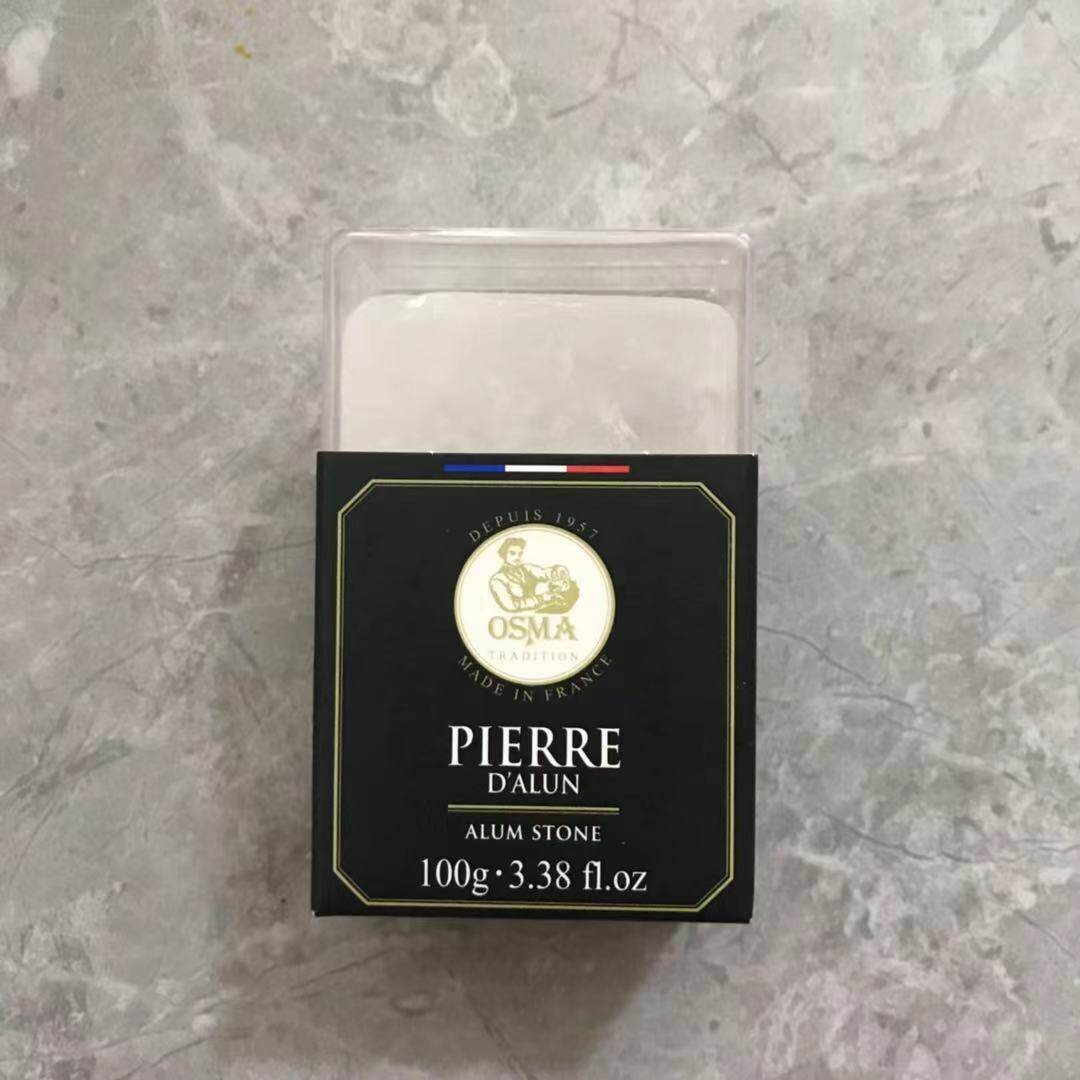 DEPUIS 1957
OSMA
TRADITION
MADE IN FRANCE
PIERRE
D'ALUN
ALUM STONE
100g·3.38 fl.oz